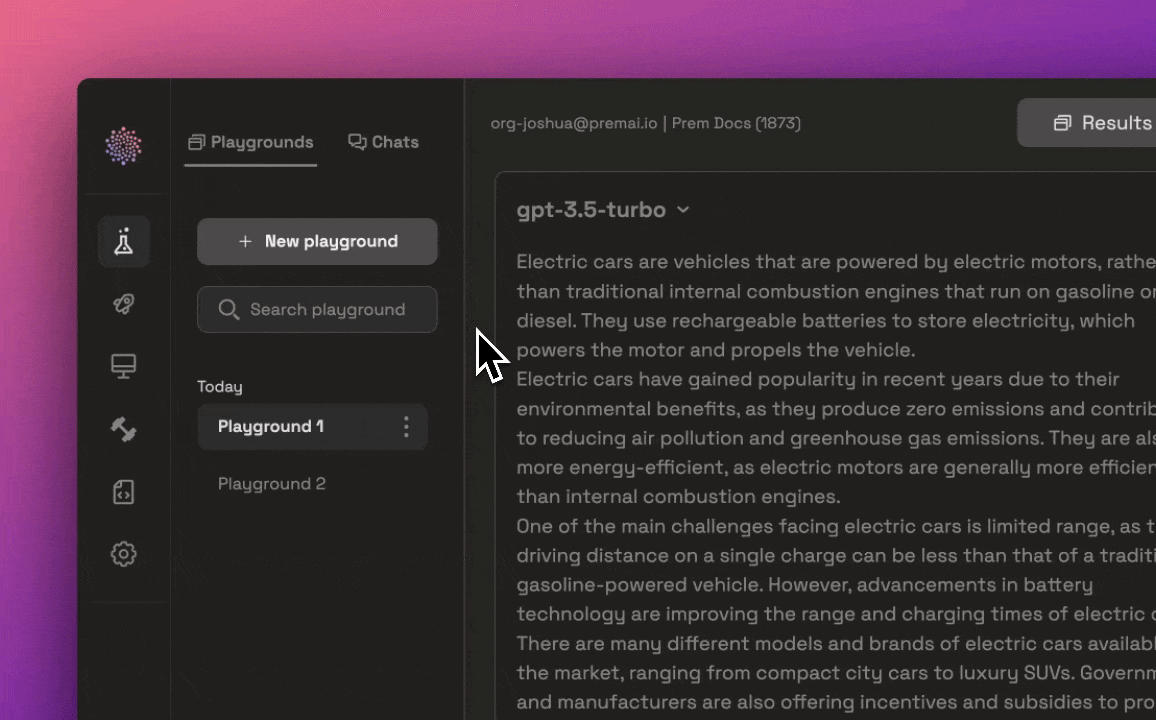 Playgrounds
Chats
org-joshua@premai.io | Prem Docs (1873)
Results
+ New playground
Search playground
Today
Playground 1
Playground 2
gpt-3.5-turbo
Electric cars are vehicles that are powered by electric motors, rathe
than traditional internal combustion engines that run on gasoline or
diesel. They use rechargeable batteries to store electricity, which
powers the motor and propels the vehicle.
Electric cars have gained popularity in recent years due to their
environmental benefits, as they produce zero emissions and contrib
to reducing air pollution and greenhouse gas emissions. They are als
more energy-efficient, as electric motors are generally more efficien
than internal combustion engines.
One of the main challenges facing electric cars is limited range, as t
driving distance on a single charge can be less than that of a traditi
gasoline-powered vehicle. However, advancements in battery
technology are improving the range and charging times of electric c
There are many different models and brands of electric cars availabl
the market, ranging from compact city cars to luxury SUVs. Governm
and manufacturers are also offering incentives and subsidies to pro